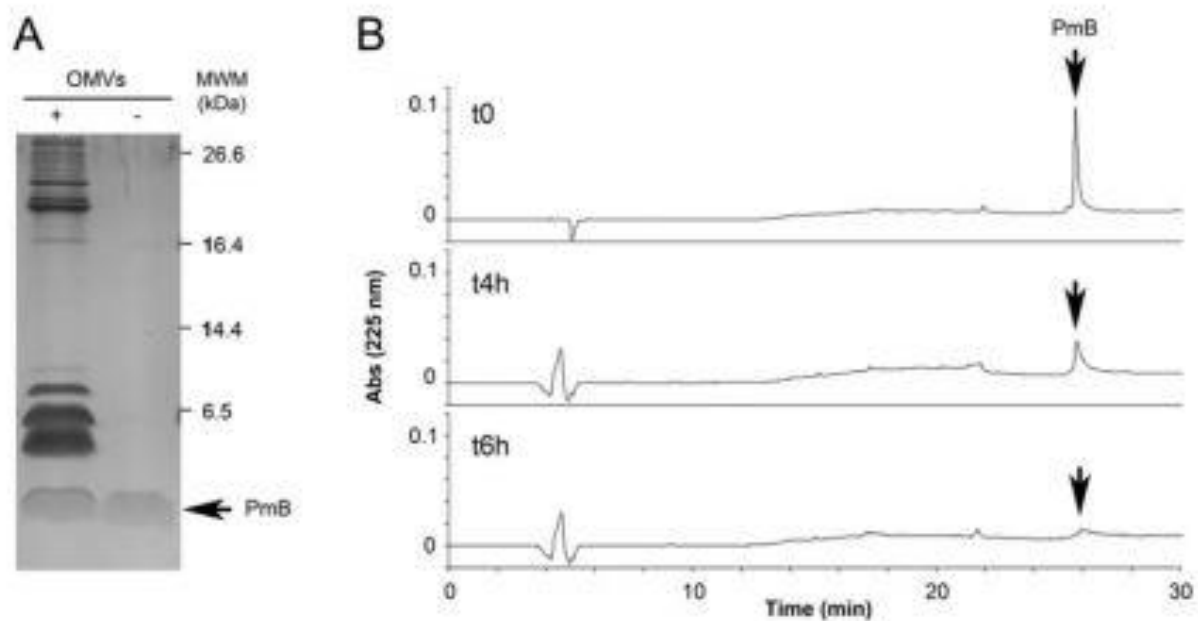 A
OMVs
MWM
(kDa)
+ -
26.6
16.4
14.4
6.5
PmB
B
PmB
0.1
t0
0
0.1
t4h
0
0.1
t6h
0
Abs (225 nm)
0 10 20 30
Time (min)